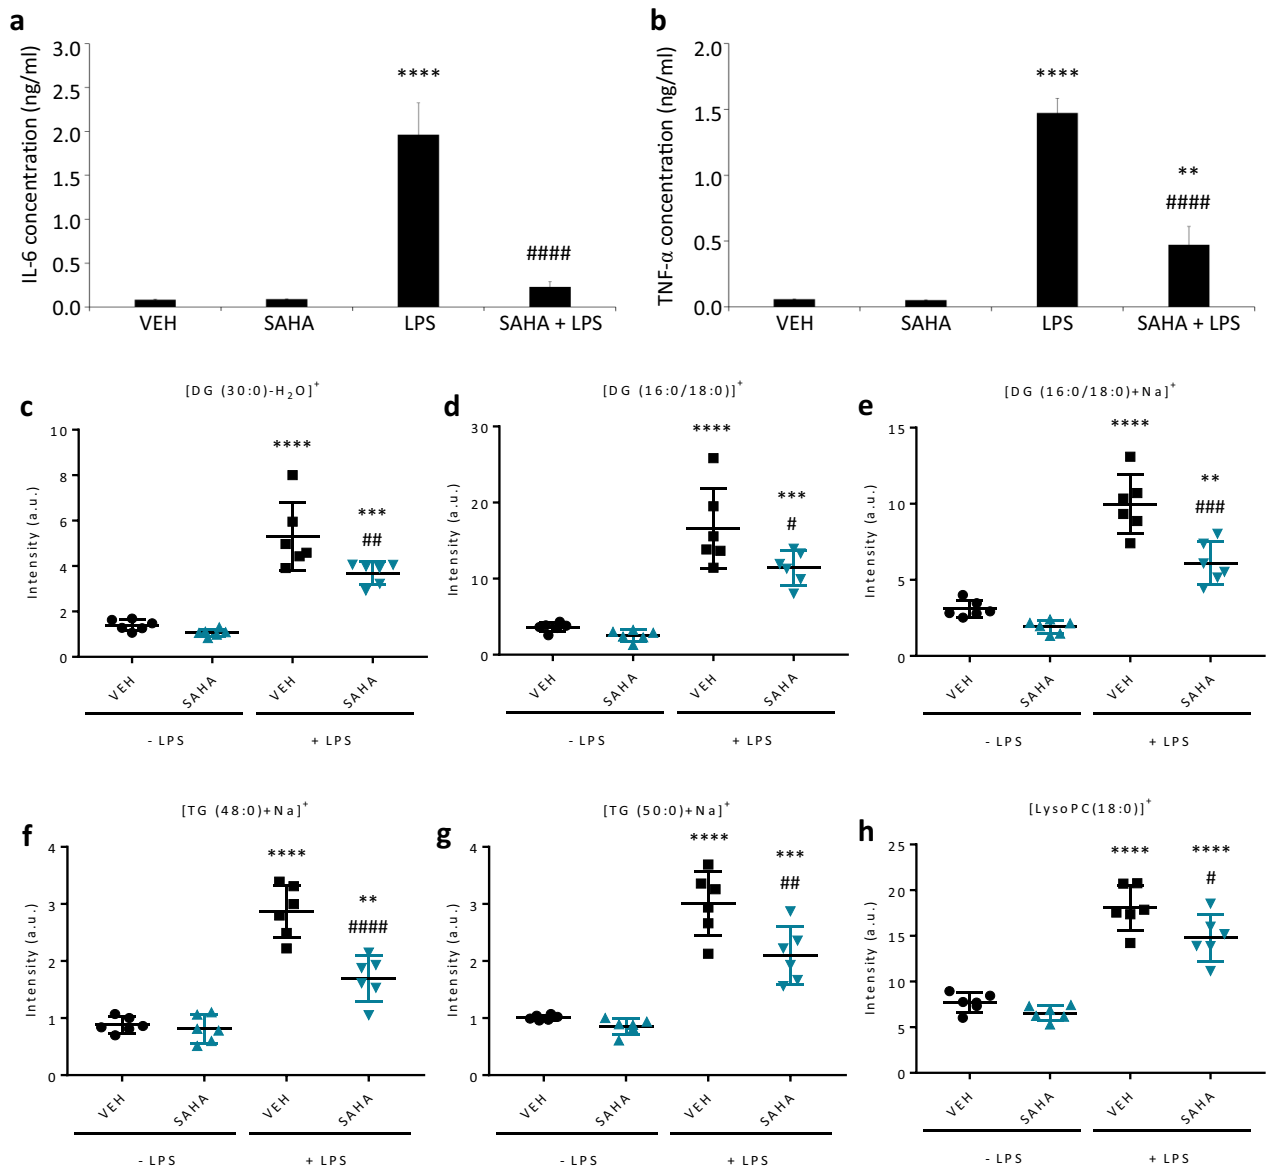 a
IL-6 concentration (ng/ml)
3.0
2.5
2.0
1.5
1.0
0.5
0.0
****
####
VEH SAHA LPS SAHA + LPS
b
TNF-α concentration (ng/ml)
2.0
1.5
1.0
0.5
0.0
****
**
####
VEH SAHA LPS SAHA + LPS
c
[DG (30:0)-H₂O]⁺
Intensity (a.u.)
10
8
6
4
2
0
****
***
##
VEH SAHA VEH SAHA
- LPS + LPS
d
[DG (16:0/18:0)]⁺
Intensity (a.u.)
30
20
10
0
****
***
#
VEH SAHA VEH SAHA
- LPS + LPS
e
[DG (16:0/18:0)+Na]⁺
Intensity (a.u.)
15
10
5
0
****
**
###
VEH SAHA VEH SAHA
- LPS + LPS
f
[TG (48:0)+Na]⁺
Intensity (a.u.)
4
3
2
1
0
****
**
####
VEH SAHA VEH SAHA
- LPS + LPS
g
[TG (50:0)+Na]⁺
Intensity (a.u.)
4
3
2
1
0
****
***
##
VEH SAHA VEH SAHA
- LPS + LPS
h
[LysoPC(18:0)]⁺
Intensity (a.u.)
25
20
15
10
5
0
****
****
#
VEH SAHA VEH SAHA
- LPS + LPS